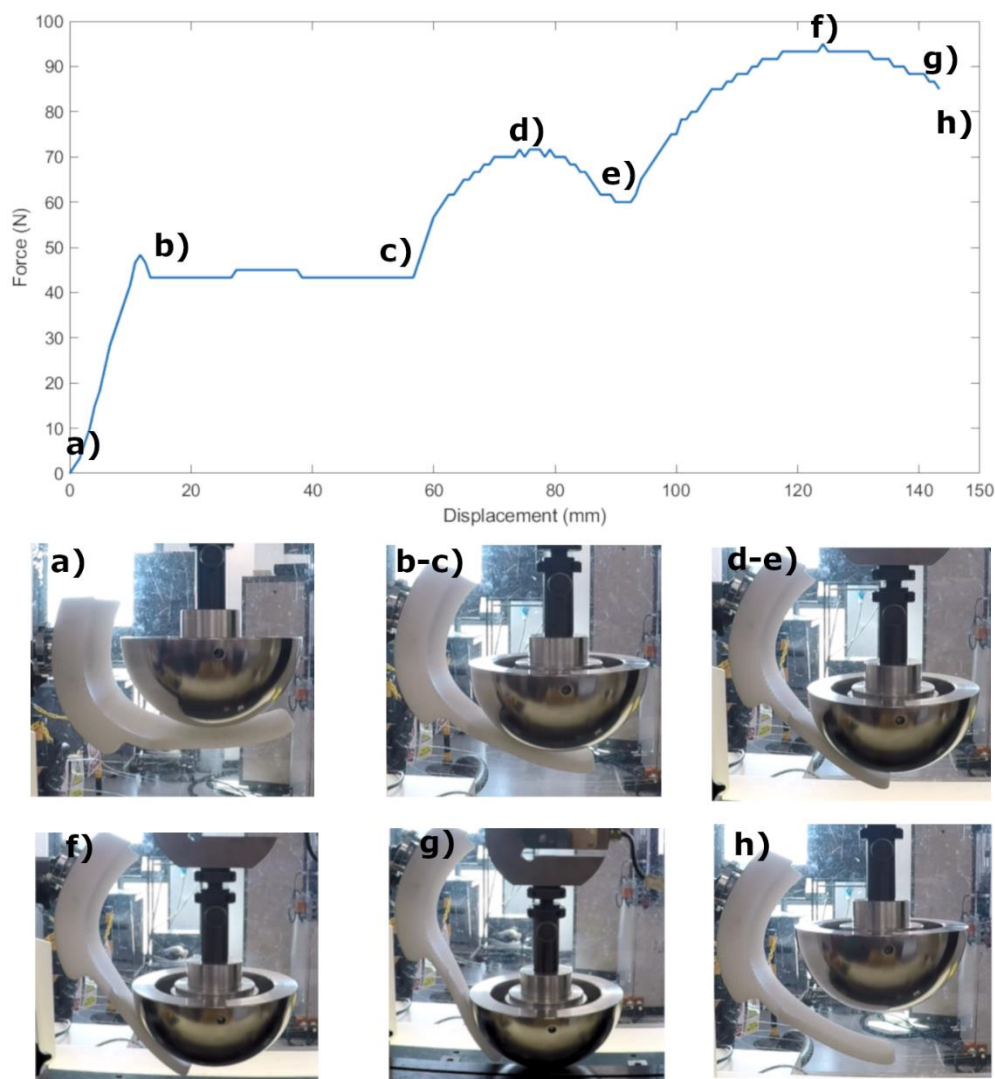 100
90
80
70
60
50
40
30
20
10
0
Force (N)
0 20 40 60 80 100 120 140 150
Displacement (mm)
a)
b)
c)
d)
e)
f)
g)
h)
a)
b-c)
d-e)
f)
g)
h)